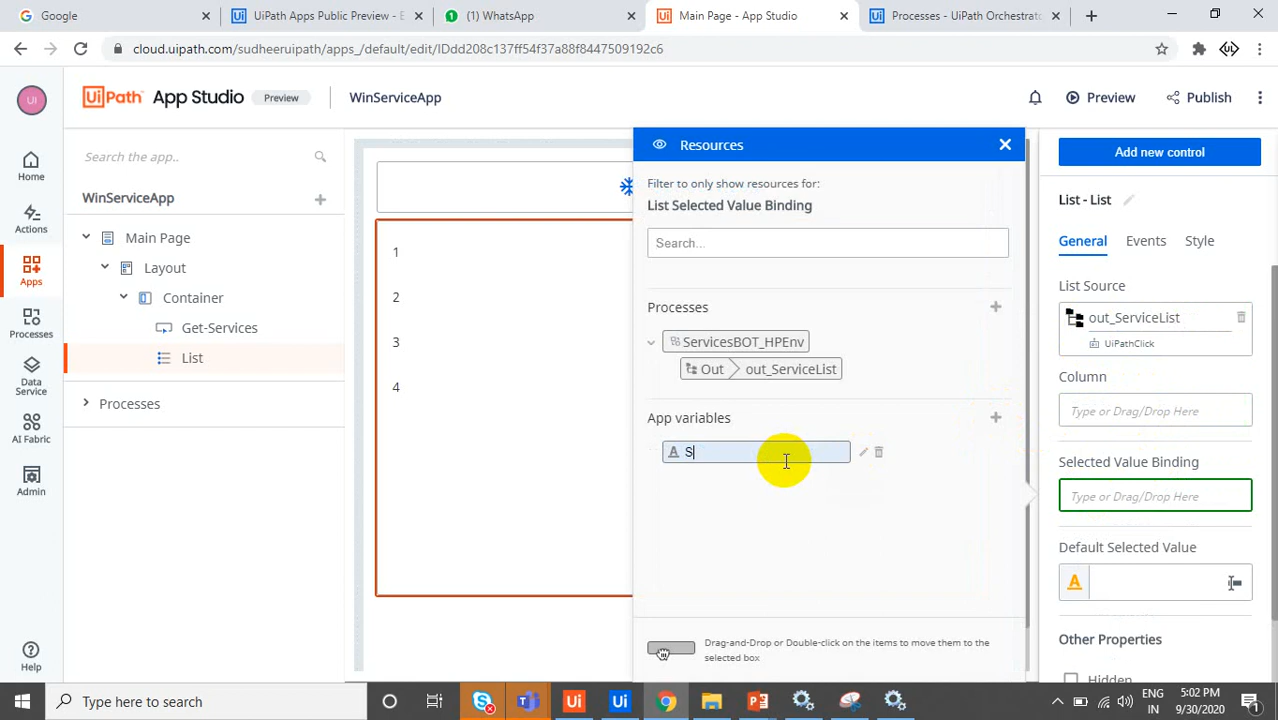 Google
UiPath Apps Public Preview - E
(1) WhatsApp
Main Page - App Studio
Processes - UiPath Orchestrato
cloud.uipath.com/sudheeruipath/apps_/default/edit/IDdd208c137ff54f37a88f8447509192c6
UI
UiPath App Studio
Preview
WinServiceApp
Preview
Publish
Home
Actions
Apps
Processes
Data
Service
AI Fabric
Admin
Help
Search the app..
WinServiceApp
Main Page
Layout
Container
Get-Services
List
Processes
1
2
3
4
Resources
Filter to only show resources for:
List Selected Value Binding
Search...
Processes
ServicesBOT_HPEnv
Out out_ServiceList
App variables
A S
Drag-and-Drop or Double-click on the items to move them to the
selected box
Add new control
List - List
General Events Style
List Source
out_ServiceList
UiPathClick
Column
Type or Drag/Drop Here
Selected Value Binding
Type or Drag/Drop Here
Default Selected Value
A
Other Properties
Hidden
Type here to search
ENG
IN
5:02 PM
9/30/2020
1